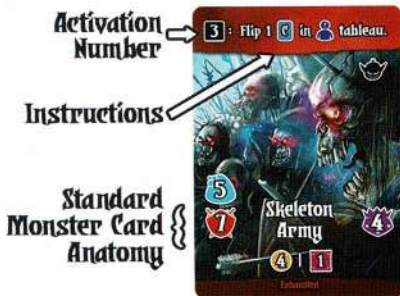 Activation
Number
3 : Flip 1 C in tableau.
Instructions
Standard
Monster Card
Anatomy
5
7
Skeleton
Army
4
4 | 1
Exhausted